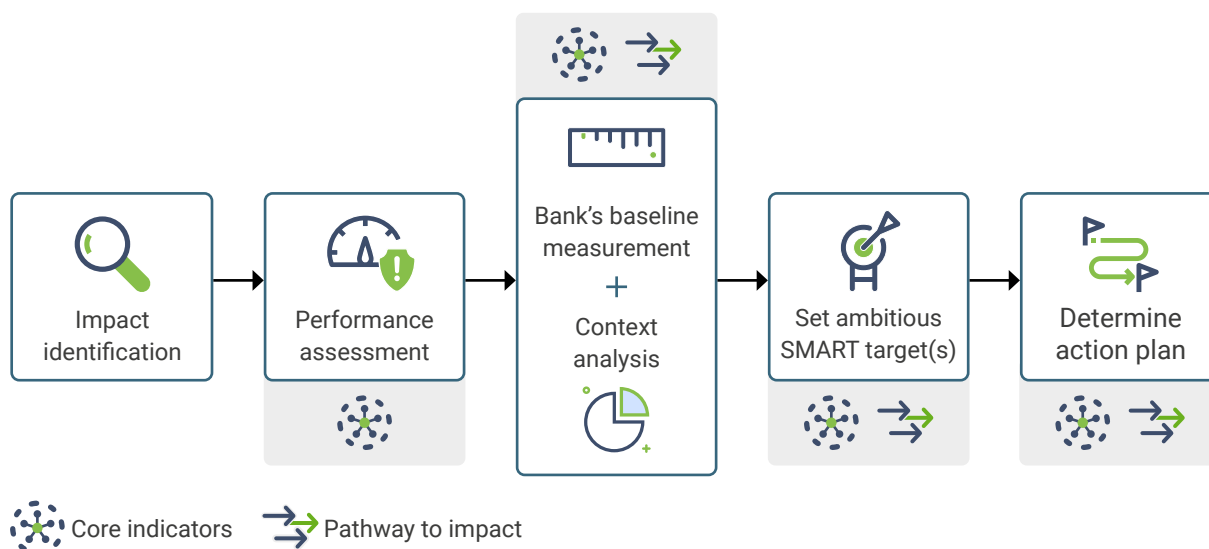 Impact
identification
Performance
assessment
Bank's baseline
measurement
+
Context
analysis
Set ambitious
SMART target(s)
Determine
action plan
Core indicators
Pathway to impact